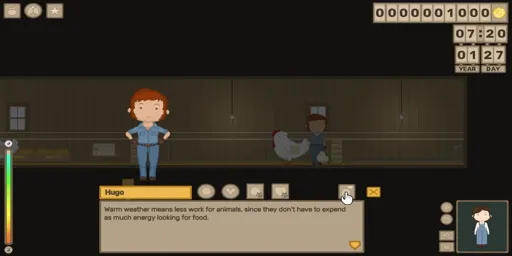 0000001000
07:20
01 27
YEAR DAY
Hugo
Warm weather means less work for animals, since they don't have to expend
as much energy looking for food.